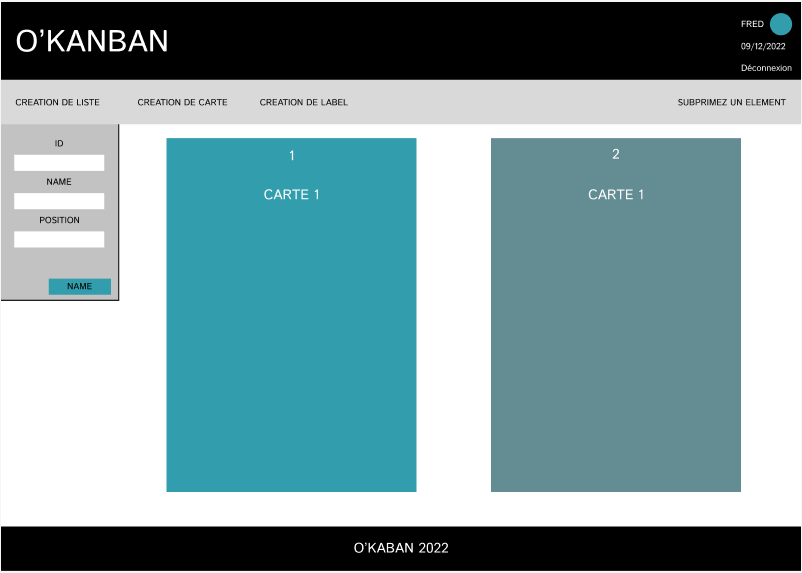 O'KANBAN
FRED
09/12/2022
Déconnexion
CREATION DE LISTE
CREATION DE CARTE
CREATION DE LABEL
SUBPRIMEZ UN ELEMENT
ID
NAME
POSITION
NAME
1
CARTE 1
2
CARTE 1
O'KABAN 2022